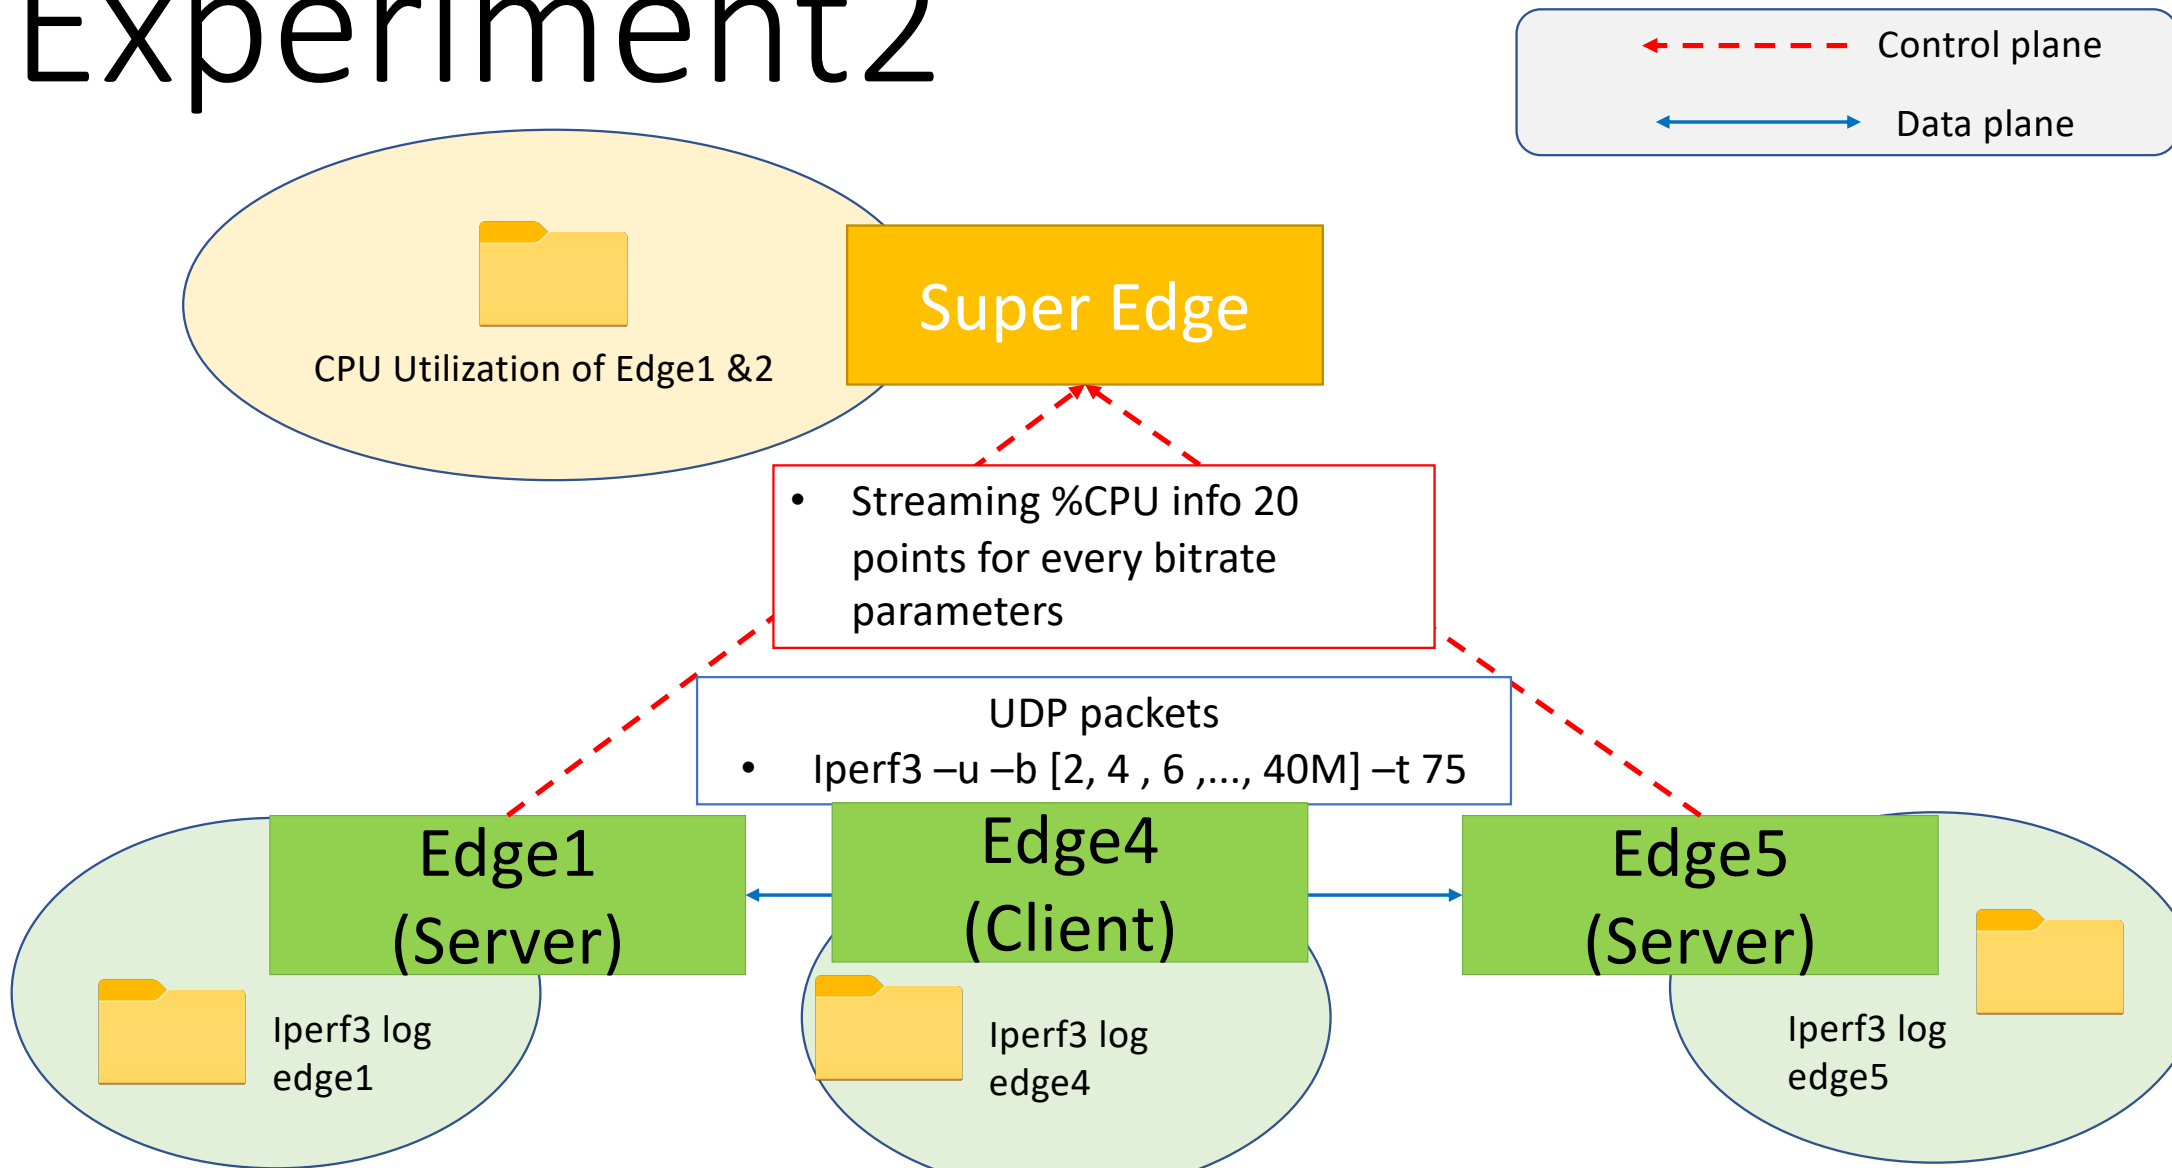 Experiment2
Control plane
Data plane
Super Edge
CPU Utilization of Edge1 &2
• Streaming %CPU info 20
points for every bitrate
parameters
UDP packets
• Iperf3 –u –b [2, 4 , 6 ,..., 40M] –t 75
Edge1
(Server)
Edge4
(Client)
Edge5
(Server)
Iperf3 log
edge1
Iperf3 log
edge4
Iperf3 log
edge5